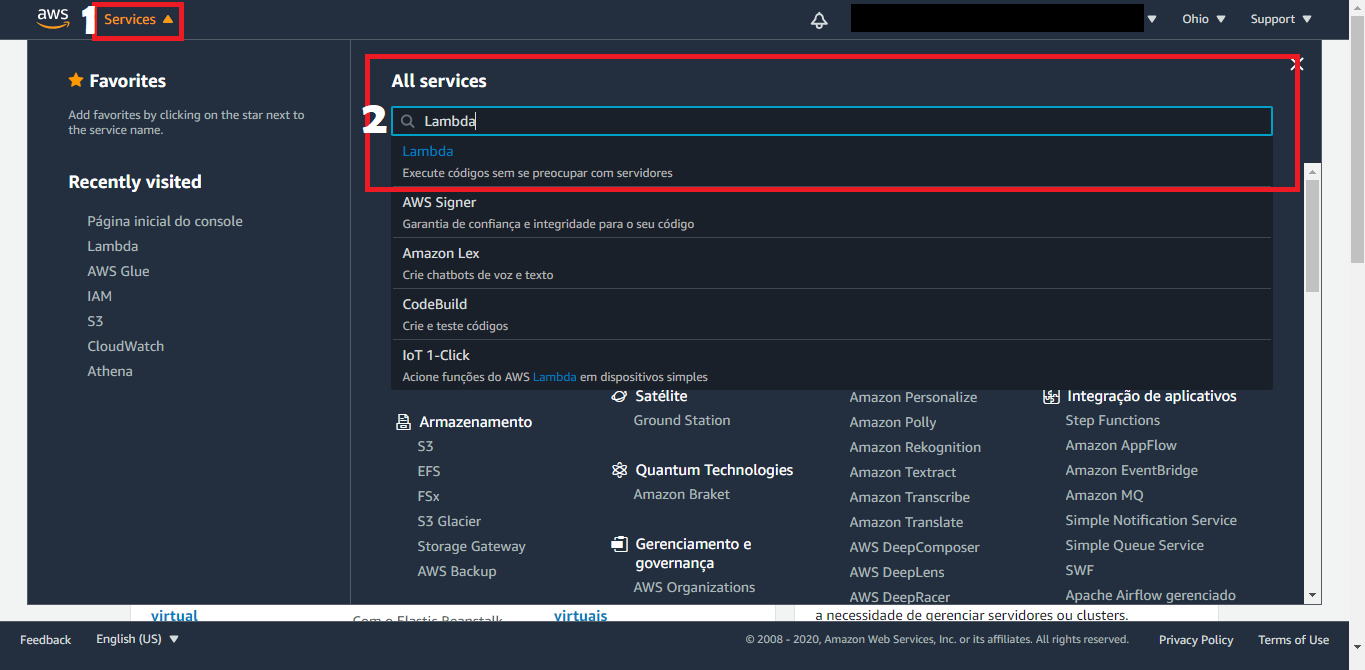 aws
1
Services
Ohio
Support
Favorites
Add favorites by clicking on the star next to
the service name.
Recently visited
Página inicial do console
Lambda
AWS Glue
IAM
S3
CloudWatch
Athena
All services
2
Lambda
Lambda
Execute códigos sem se preocupar com servidores
AWS Signer
Garantia de confiança e integridade para o seu código
Amazon Lex
Crie chatbots de voz e texto
CodeBuild
Crie e teste códigos
IoT 1-Click
Acione funções do AWS Lambda em dispositivos simples
Armazenamento
S3
EFS
FSx
S3 Glacier
Storage Gateway
AWS Backup
Satélite
Ground Station
Quantum Technologies
Amazon Braket
Gerenciamento e
governança
AWS Organizations
Amazon Personalize
Amazon Polly
Amazon Rekognition
Amazon Textract
Amazon Transcribe
Amazon Translate
AWS DeepComposer
AWS DeepLens
AWS DeepRacer
Integração de aplicativos
Step Functions
Amazon AppFlow
Amazon EventBridge
Amazon MQ
Simple Notification Service
Simple Queue Service
SWF
Apache Airflow gerenciado
virtual
Com o Elastic Beanstalk
virtuais
a necessidade de gerenciar servidores ou clusters.
Feedback
English (US)
© 2008 - 2020, Amazon Web Services, Inc. or its affiliates. All rights reserved.
Privacy Policy
Terms of Use